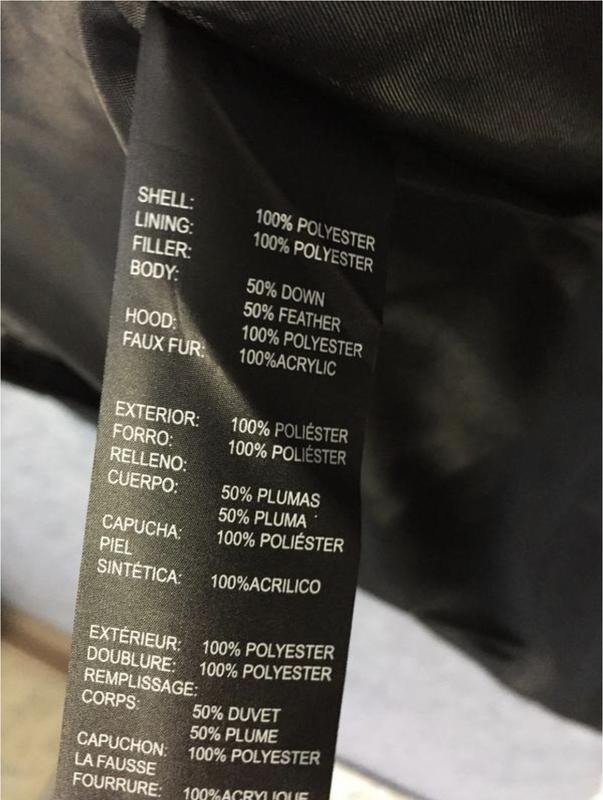 SHELL: 100% POLYESTER
LINING: 100% POLYESTER
FILLER:
BODY: 50% DOWN
50% FEATHER
HOOD: 100% POLYESTER
FAUX FUR: 100%ACRYLIC
EXTERIOR: 100% POLIÉSTER
FORRO: 100% POLIÉSTER
RELLENO:
CUERPO: 50% PLUMAS
50% PLUMA
CAPUCHA: 100% POLIÉSTER
PIEL
SINTÉTICA: 100%ACRILICO
EXTÉRIEUR: 100% POLYESTER
DOUBLURE: 100% POLYESTER
REMPLISSAGE:
CORPS: 50% DUVET
50% PLUME
CAPUCHON: 100% POLYESTER
LA FAUSSE
FOURRURE: 100%ACRYLIQUE